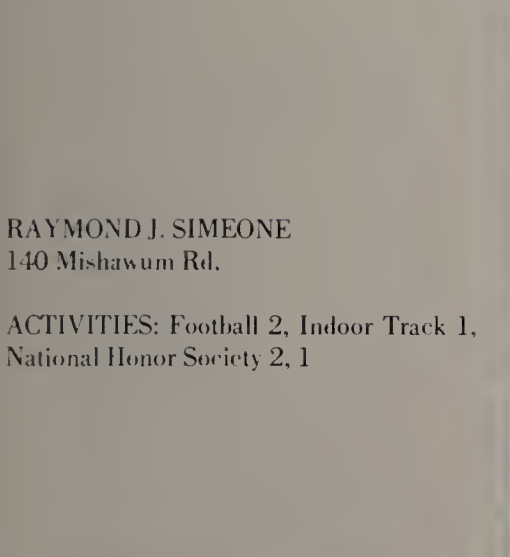 RAYMOND J. SIMEONE
140 Mishawum Rd.
ACTIVITIES: Football 2, Indoor Track 1,
National Honor Society 2, 1